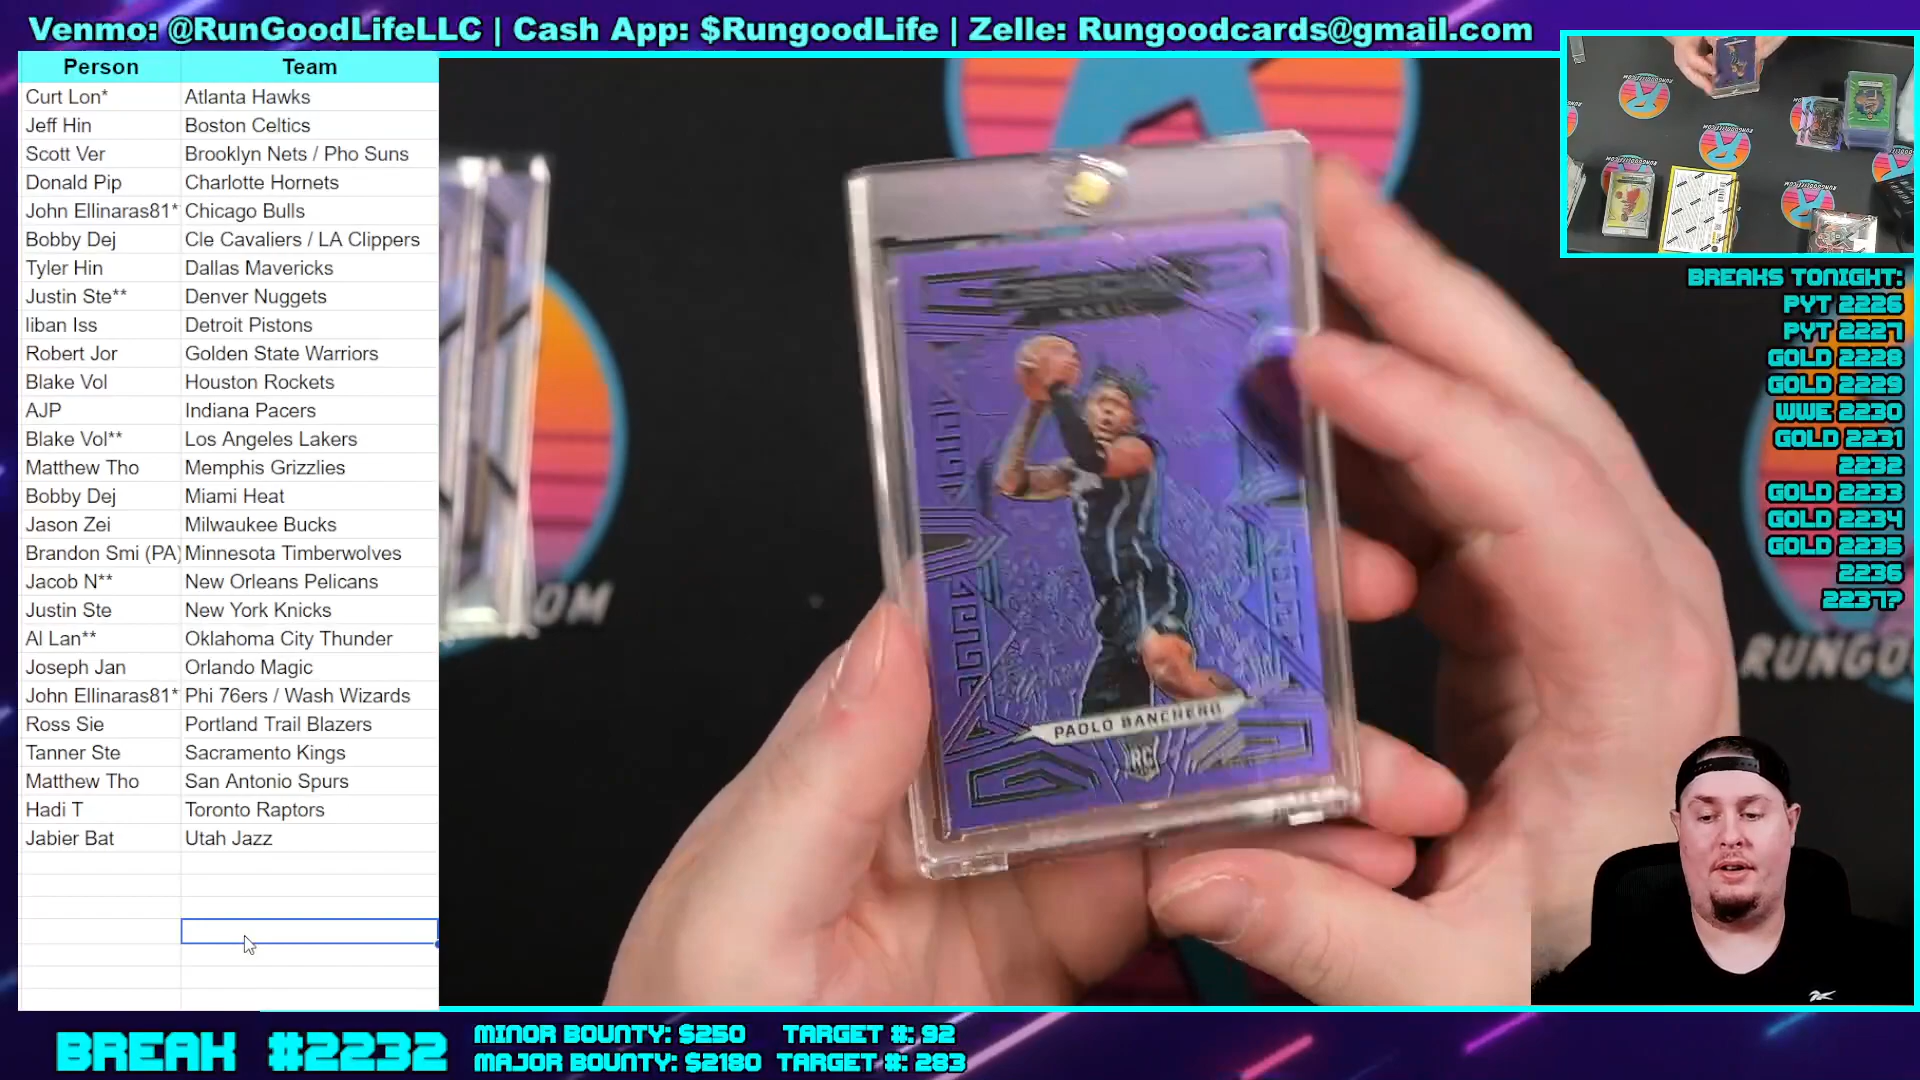 Venmo: @RunGoodLifeLLC | Cash App: $RungoodLife | Zelle: Rungoodcards@gmail.com
Person Team
Curt Lon* Atlanta Hawks
Jeff Hin Boston Celtics
Scott Ver Brooklyn Nets / Pho Suns
Donald Pip Charlotte Hornets
John Ellinaras81* Chicago Bulls
Bobby Dej Cle Cavaliers / LA Clippers
Tyler Hin Dallas Mavericks
Justin Ste** Denver Nuggets
liban Iss Detroit Pistons
Robert Jor Golden State Warriors
Blake Vol Houston Rockets
AJP Indiana Pacers
Blake Vol** Los Angeles Lakers
Matthew Tho Memphis Grizzlies
Bobby Dej Miami Heat
Jason Zei Milwaukee Bucks
Brandon Smi (PA) Minnesota Timberwolves
Jacob N** New Orleans Pelicans
Justin Ste New York Knicks
Al Lan** Oklahoma City Thunder
Joseph Jan Orlando Magic
John Ellinaras81* Phi 76ers / Wash Wizards
Ross Sie Portland Trail Blazers
Tanner Ste Sacramento Kings
Matthew Tho San Antonio Spurs
Hadi T Toronto Raptors
Jabier Bat Utah Jazz
PAOLO BANCHERO
RC
OM
RUNGO
BREAKS TONIGHT:
PYT 2226
PYT 2227
GOLD 2228
GOLD 2229
WWE 2230
GOLD 2231
2232
GOLD 2233
GOLD 2234
GOLD 2235
2236
2237?
BREAK #2232
MINOR BOUNTY: $250 TARGET #: 92
MAJOR BOUNTY: $2180 TARGET #: 283